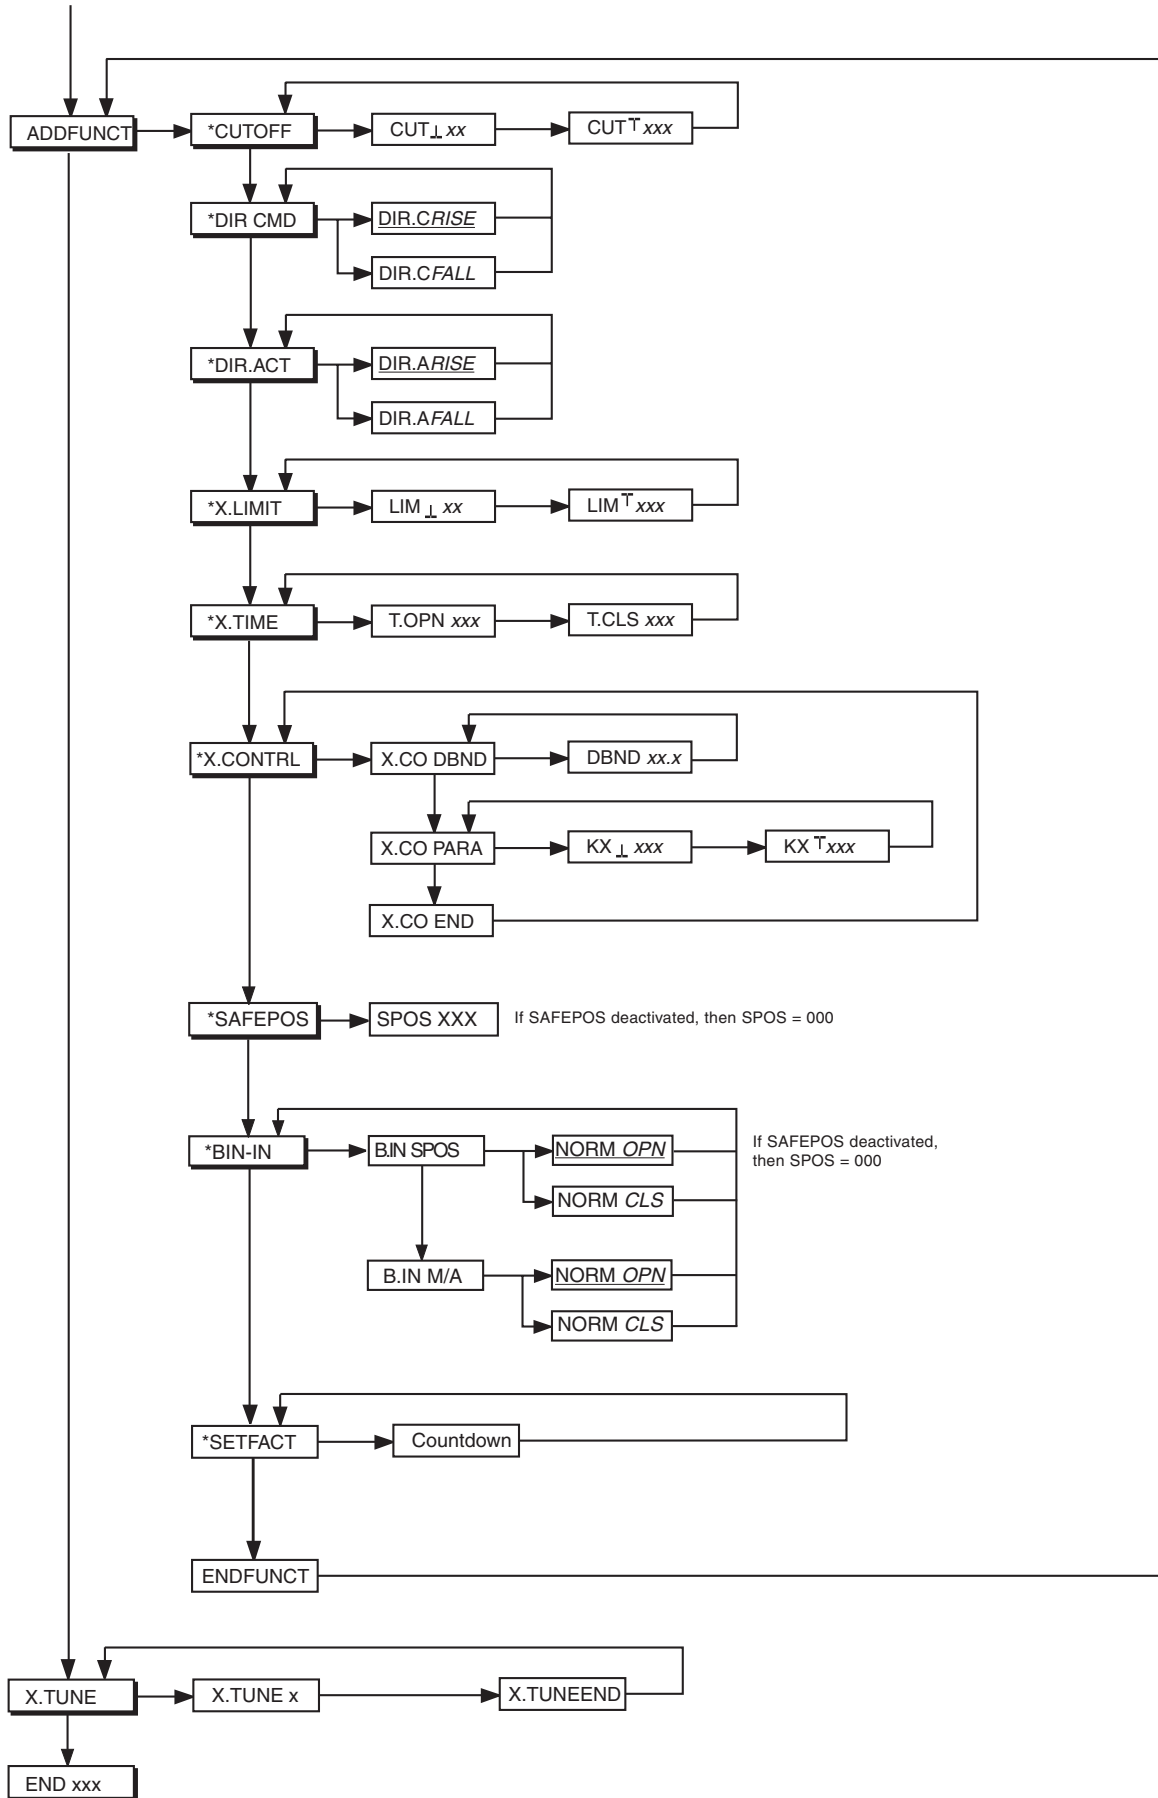 ADDFUNCT
*CUTOFF
CUT⊥ xx
CUT⊤ xxx
*DIR CMD
DIR.CRISE
DIR.CFALL
*DIR.ACT
DIR.ARISE
DIR.AFALL
*X.LIMIT
LIM ⊥ xx
LIM⊤ xxx
*X.TIME
T.OPN xxx
T.CLS xxx
*X.CONTRL
X.CO DBND
DBND xx.x
X.CO PARA
KX ⊥ xxx
KX ⊤xxx
X.CO END
*SAFEPOS
SPOS XXX
If SAFEPOS deactivated, then SPOS = 000
*BIN-IN
B.IN SPOS
NORM OPN
If SAFEPOS deactivated,
then SPOS = 000
NORM CLS
B.IN M/A
NORM OPN
NORM CLS
*SETFACT
Countdown
ENDFUNCT
X.TUNE
X.TUNE x
X.TUNEEND
END xxx